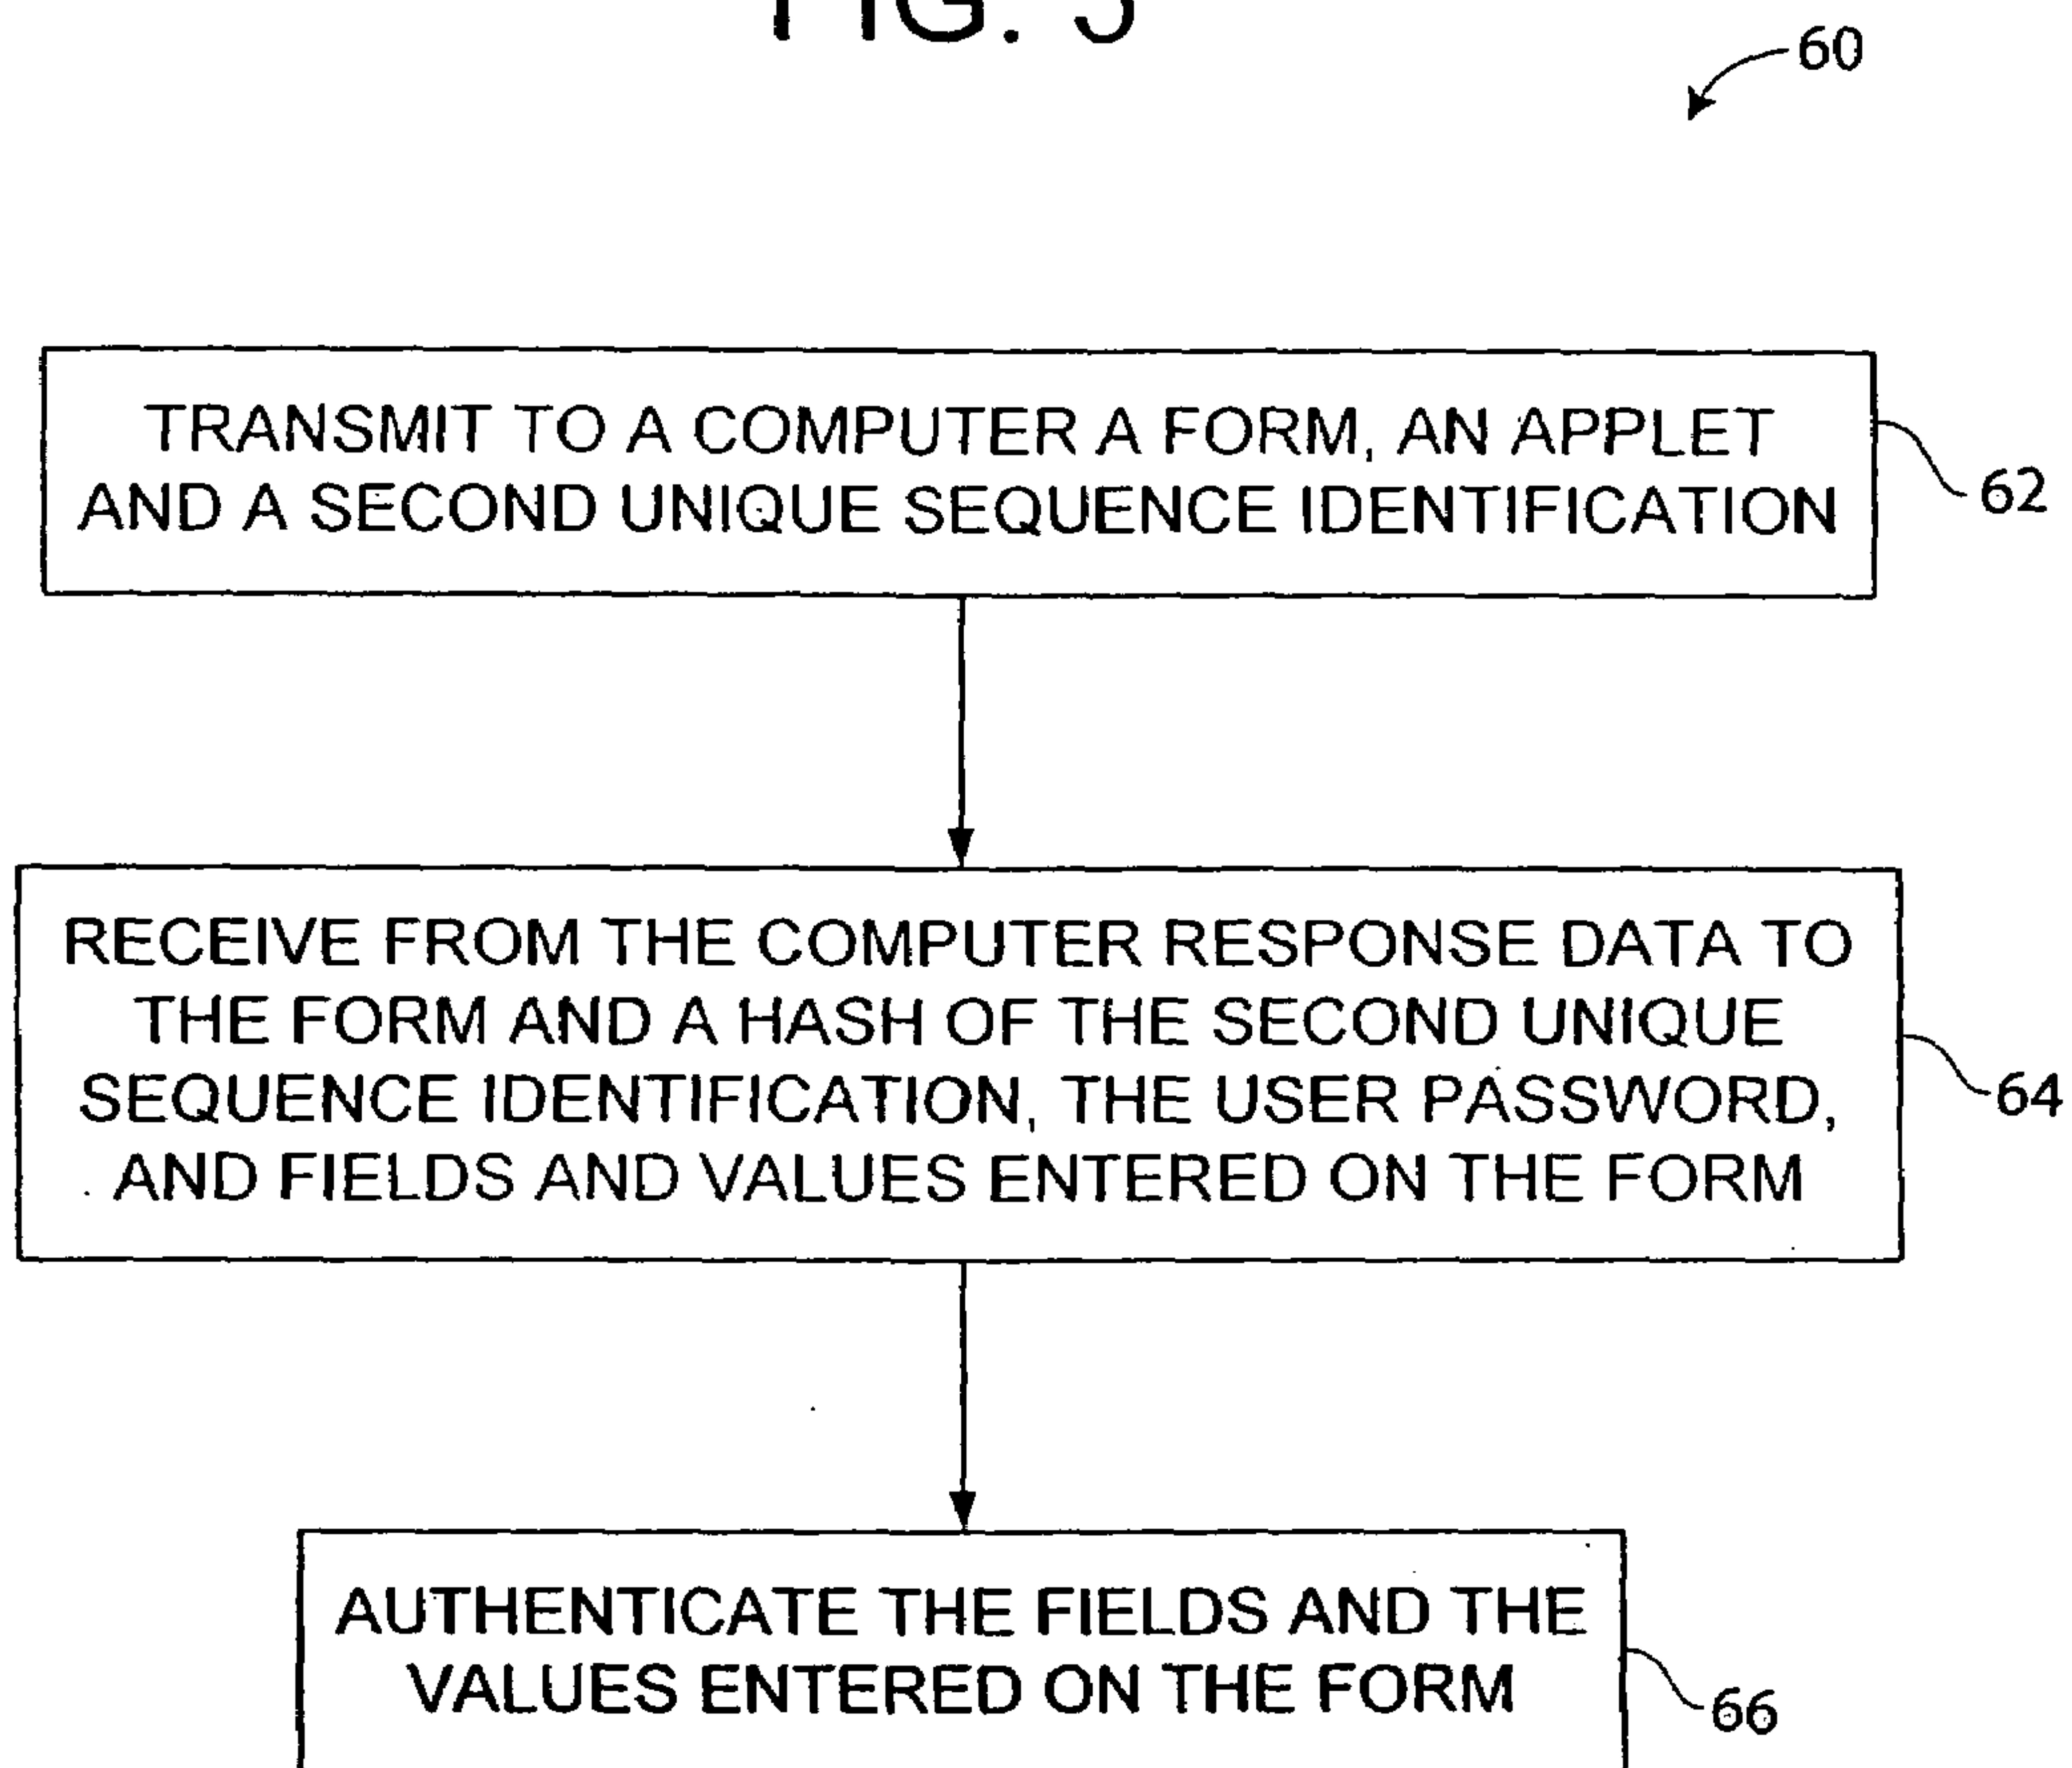 FIG.
60
TRANSMIT TO A COMPUTER A FORM, AN APPLET
AND A SECOND UNIQUE SEQUENCE IDENTIFICATION
62
RECEIVE FROM THE COMPUTER RESPONSE DATA TO
THE FORM AND A HASH OF THE SECOND UNIQUE
SEQUENCE IDENTIFICATION, THE USER PASSWORD,
AND FIELDS AND VALUES ENTERED ON THE FORM
64
AUTHENTICATE THE FIELDS AND THE
VALUES ENTERED ON THE FORM
66